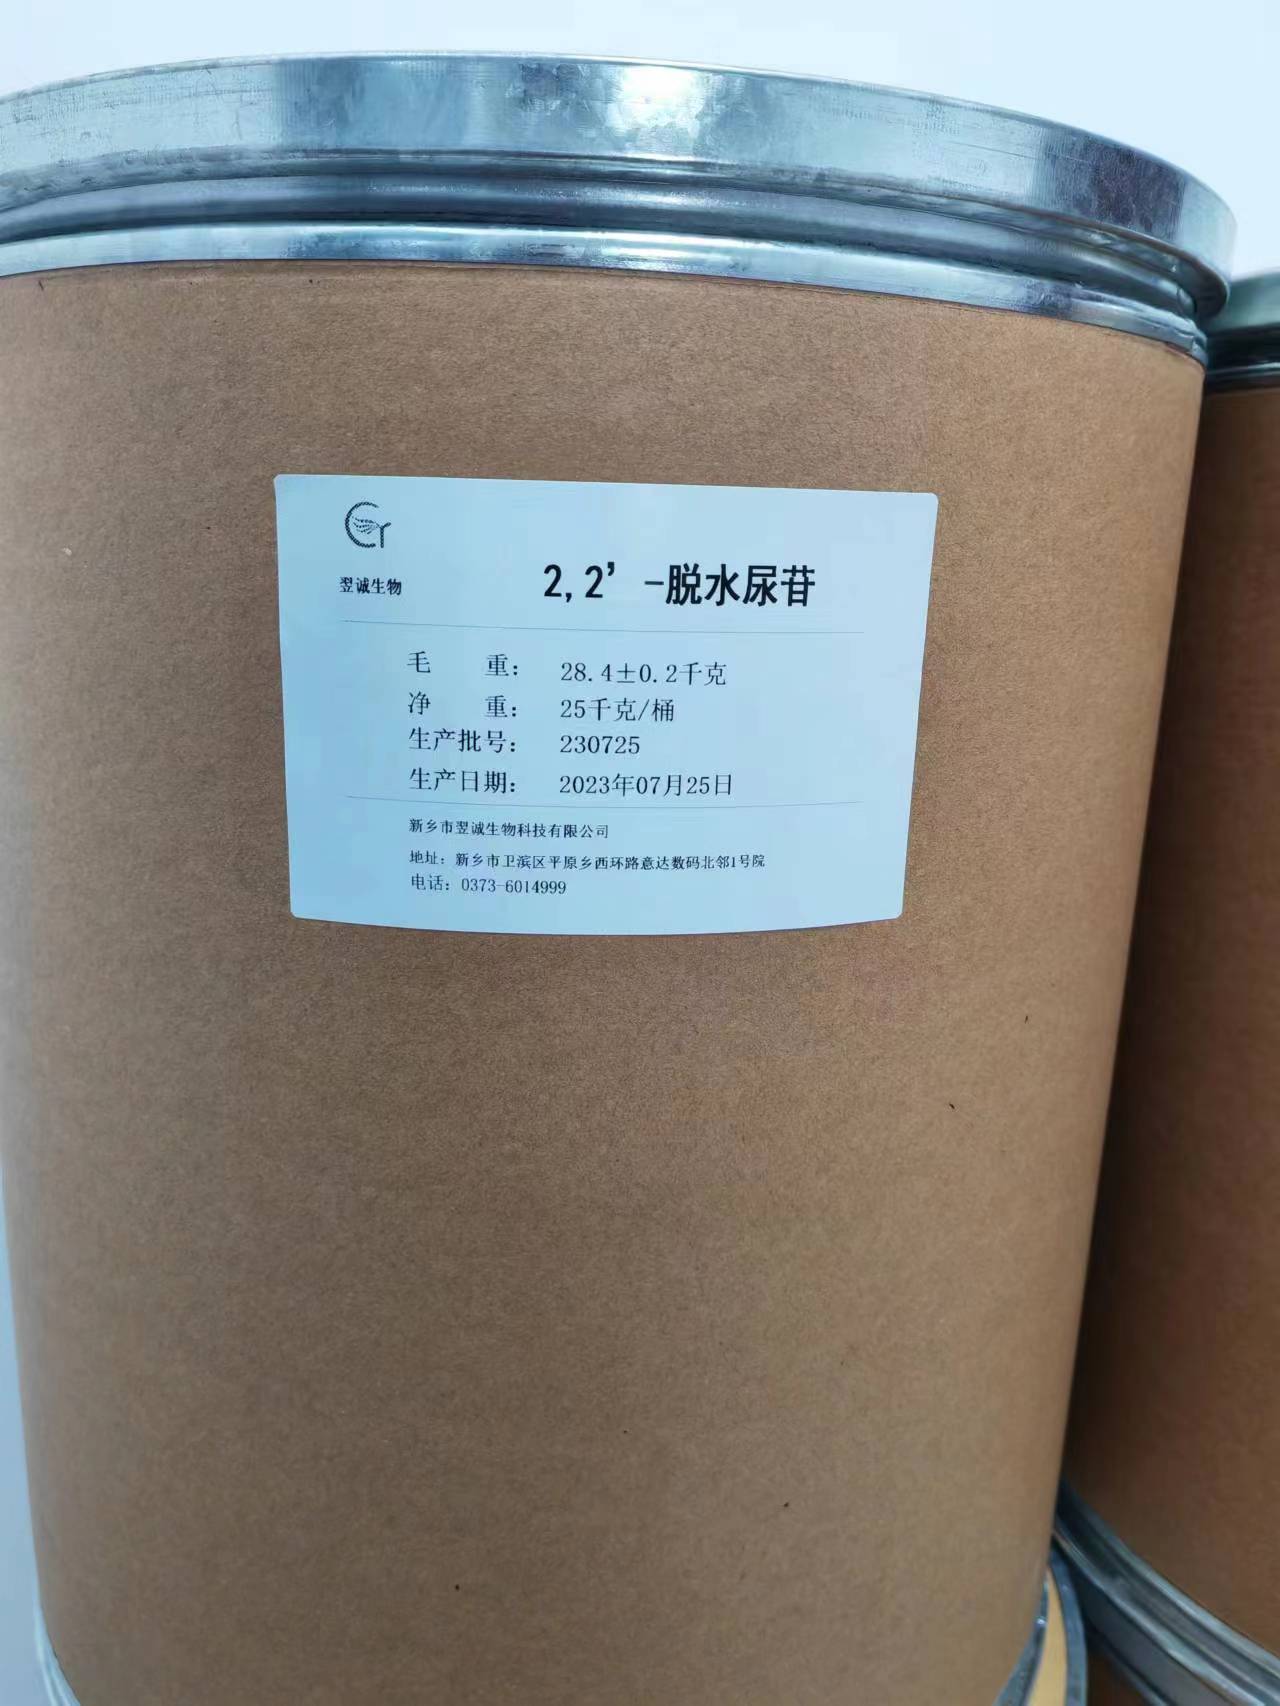 翌诚生物
2,2’-脱水尿苷
毛 重： 28.4±0.2千克
净 重： 25千克/桶
生产批号： 230725
生产日期： 2023年07月25日
新乡市翌诚生物科技有限公司
地址：新乡市卫滨区平原乡西环路意达数码北邻1号院
电话：0373-6014999